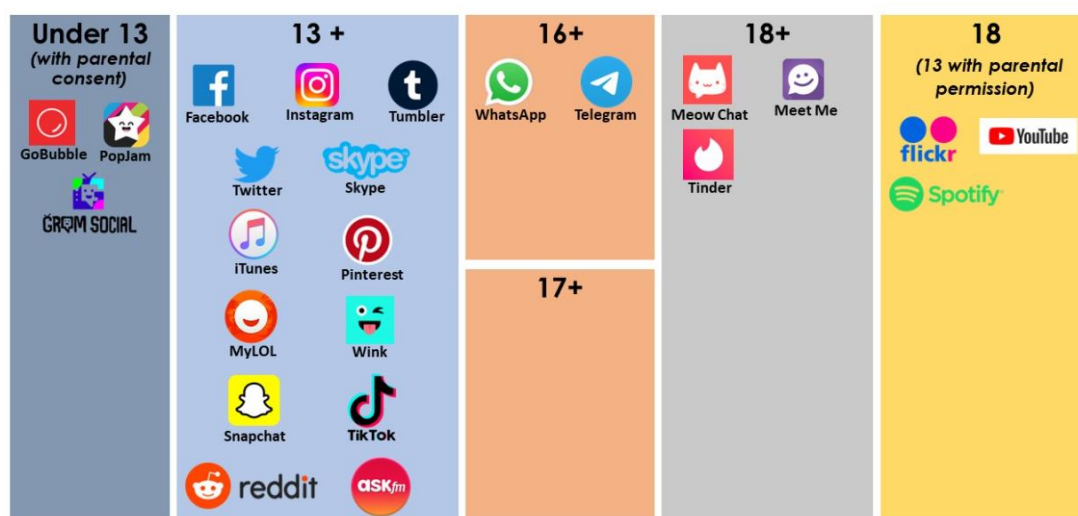 Under 13
(with parental
consent)
GoBubble
PopJam
GROM SOCIAL
13 +
Facebook
Instagram
Tumbler
Twitter
skype
Skype
iTunes
Pinterest
MyLOL
Wink
Snapchat
TikTok
reddit
ASKfm
16+
WhatsApp
Telegram
17+
18+
Meow Chat
Meet Me
Tinder
18
(13 with parental
permission)
flickr
YouTube
Spotify